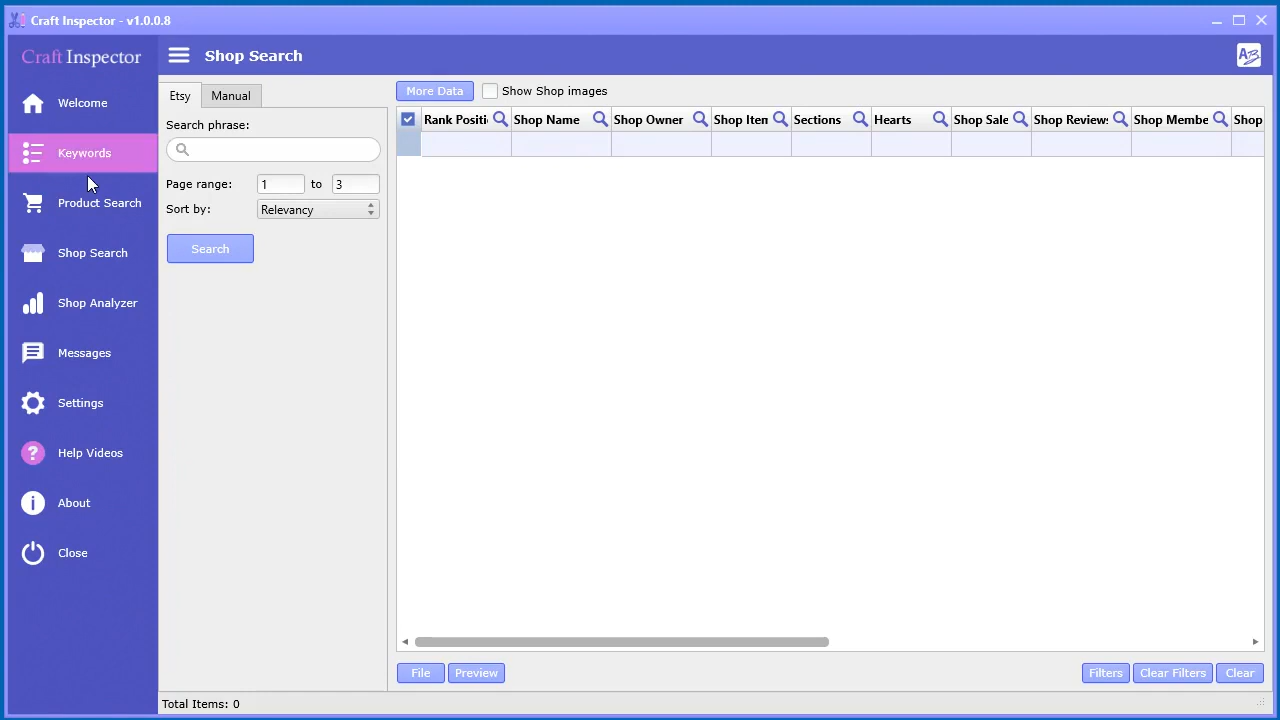 Craft Inspector - v1.0.0.8
Craft Inspector
Shop Search
Welcome
Keywords
Product Search
Shop Search
Shop Analyzer
Messages
Settings
Help Videos
About
Close
Etsy Manual
Search phrase:
Page range: 1 to 3
Sort by: Relevancy
Search
More Data Show Shop images
Rank Positi Shop Name Shop Owner Shop Iten Sections Hearts Shop Sale Shop Reviews Shop Membe Shop
File Preview Filters Clear Filters Clear
Total Items: 0